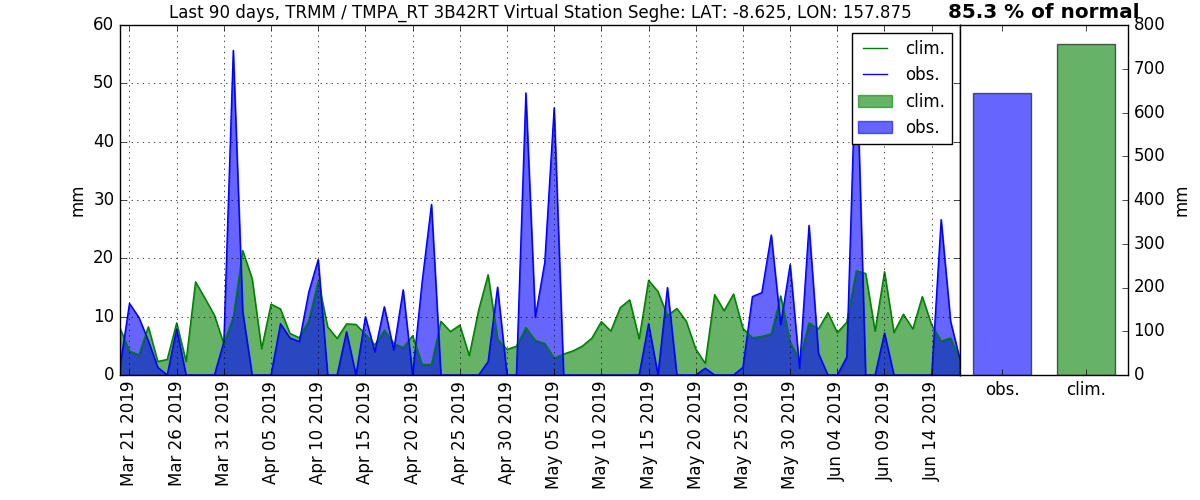 Last 90 days, TRMM / TMPA_RT 3B42RT Virtual Station Seghe: LAT: -8.625, LON: 157.875
85.3 % of normal
60
50
40
30
20
10
0
mm
clim.
obs.
clim.
obs.
800
700
600
500
400
300
200
100
0
mm
Mar 21 2019
Mar 26 2019
Mar 31 2019
Apr 05 2019
Apr 10 2019
Apr 15 2019
Apr 20 2019
Apr 25 2019
Apr 30 2019
May 05 2019
May 10 2019
May 15 2019
May 20 2019
May 25 2019
May 30 2019
Jun 04 2019
Jun 09 2019
Jun 14 2019
obs.
clim.